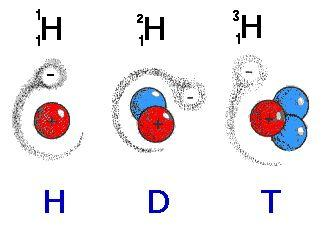 ¹₁H ²₁H ³₁H
- - -
+ + +
H D T